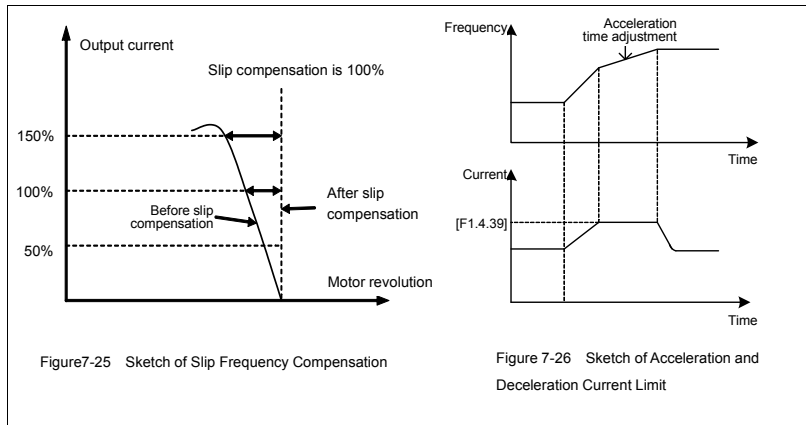 Output current
Slip compensation is 100%
150%
100%
50%
Before slip
compensation
After slip
compensation
Motor revolution
Figure7-25 Sketch of Slip Frequency Compensation
Frequency
Acceleration
time adjustment
Time
Current
[F1.4.39]
Time
Figure 7-26 Sketch of Acceleration and
Deceleration Current Limit